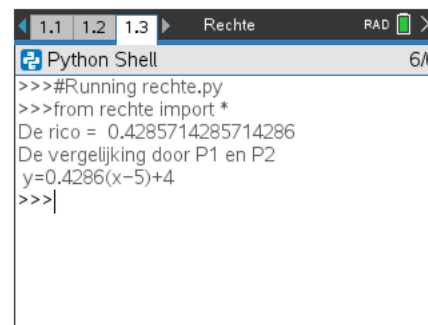 1.1 1.2 1.3 Rechte RAD
Python Shell
>>>#Running rechte.py
>>>from rechte import *
De rico = 0.4285714285714286
De vergelijking door P1 en P2
y=0.4286(x-5)+4
>>>